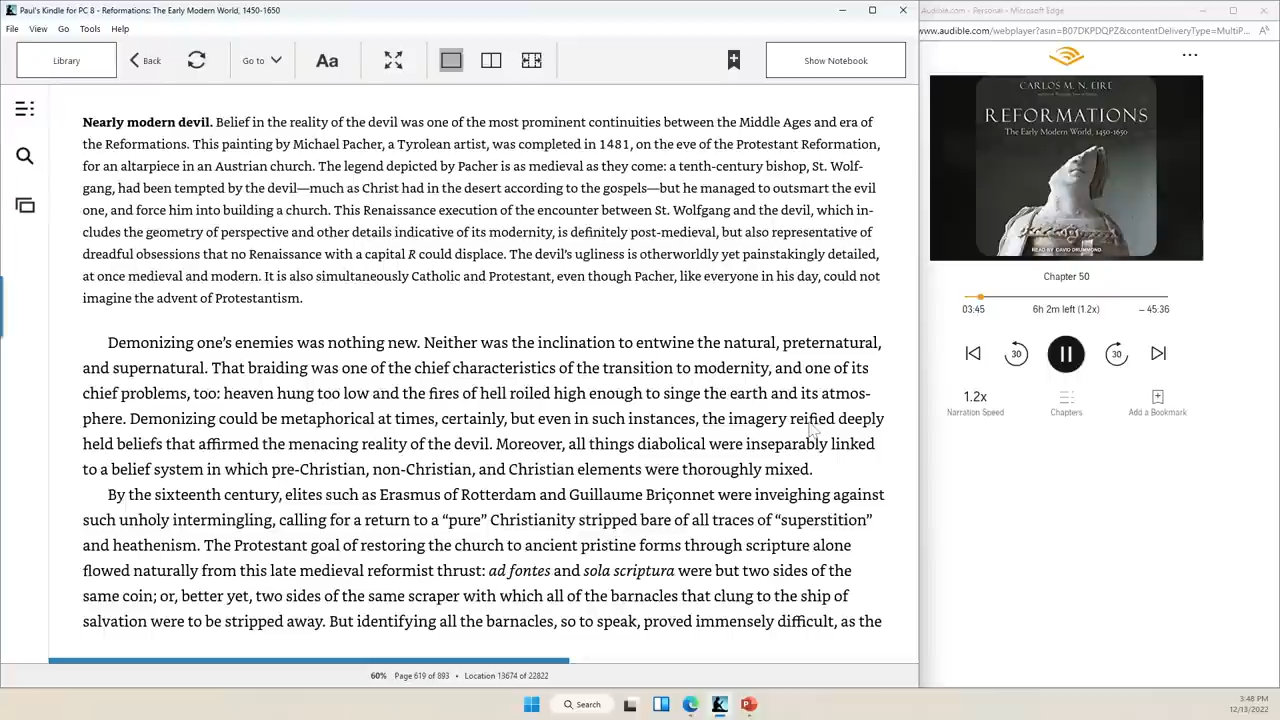 Paul's Kindle for PC 8 - Reformations: The Early Modern World, 1450-1650
File View Go Tools Help
Library
Back
Go to
Aa
Show Notebook
Nearly modern devil. Belief in the reality of the devil was one of the most prominent continuities between the Middle Ages and era of
the Reformations. This painting by Michael Pacher, a Tyrolean artist, was completed in 1481, on the eve of the Protestant Reformation,
for an altarpiece in an Austrian church. The legend depicted by Pacher is as medieval as they come: a tenth-century bishop, St. Wolf-
gang, had been tempted by the devil—much as Christ had in the desert according to the gospels—but he managed to outsmart the evil
one, and force him into building a church. This Renaissance execution of the encounter between St. Wolfgang and the devil, which in-
cludes the geometry of perspective and other details indicative of its modernity, is definitely post-medieval, but also representative of
dreadful obsessions that no Renaissance with a capital R could displace. The devil's ugliness is otherworldly yet painstakingly detailed,
at once medieval and modern. It is also simultaneously Catholic and Protestant, even though Pacher, like everyone in his day, could not
imagine the advent of Protestantism.
Demonizing one's enemies was nothing new. Neither was the inclination to entwine the natural, preternatural,
and supernatural. That braiding was one of the chief characteristics of the transition to modernity, and one of its
chief problems, too: heaven hung too low and the fires of hell roiled high enough to singe the earth and its atmos-
phere. Demonizing could be metaphorical at times, certainly, but even in such instances, the imagery reified deeply
held beliefs that affirmed the menacing reality of the devil. Moreover, all things diabolical were inseparably linked
to a belief system in which pre-Christian, non-Christian, and Christian elements were thoroughly mixed.
By the sixteenth century, elites such as Erasmus of Rotterdam and Guillaume Briçonnet were inveighing against
such unholy intermingling, calling for a return to a “pure” Christianity stripped bare of all traces of “superstition”
and heathenism. The Protestant goal of restoring the church to ancient pristine forms through scripture alone
flowed naturally from this late medieval reformist thrust: ad fontes and sola scriptura were but two sides of the
same coin; or, better yet, two sides of the same scraper with which all of the barnacles that clung to the ship of
salvation were to be stripped away. But identifying all the barnacles, so to speak, proved immensely difficult, as the
60% Page 619 of 893 • Location 13674 of 22822
Audible.com - Personal - Microsoft Edge
www.audible.com/webplayer?asin=B07DKPDQPZ&contentDeliveryType=MultiP...
CARLOS M. N. EIRE
REFORMATIONS
The Early Modern World, 1450-1650
READ BY DAVID DRUMMOND
Chapter 50
03:45 6h 2m left (1.2x) – 45:36
30 30
1.2x
Narration Speed Chapters Add a Bookmark
Search
3:48 PM
12/13/2022